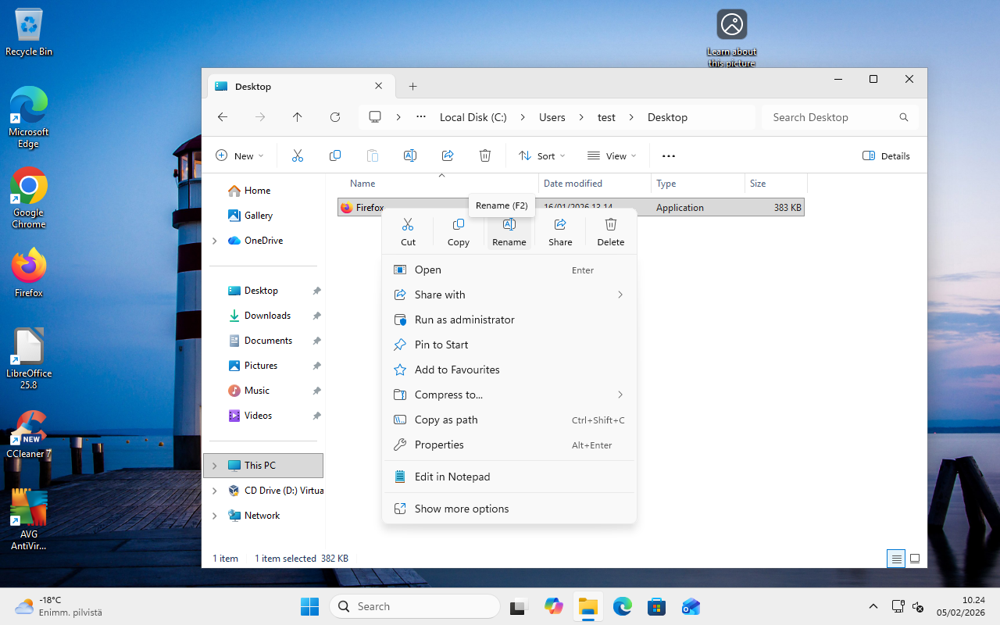 Recycle Bin
Learn about
this picture
Microsoft
Edge
Google
Chrome
Firefox
LibreOffice
25.8
NEW
CCleaner 7
AVG
AntiVir...
Desktop
Local Disk (C:)
Users
test
Desktop
Search Desktop
New
Sort
View
Details
Home
Gallery
OneDrive
Desktop
Downloads
Documents
Pictures
Music
Videos
This PC
CD Drive (D:) Virtua
Network
Name
Date modified
Type
Size
Firefox
16/01/2026 13.14
Application
383 KB
Rename (F2)
Cut
Copy
Rename
Share
Delete
Open Enter
Share with
Run as administrator
Pin to Start
Add to Favourites
Compress to...
Copy as path Ctrl+Shift+C
Properties Alt+Enter
Edit in Notepad
Show more options
1 item
1 item selected 382 KB
-18°C
Enimm. pilvistä
Search
10.24
05/02/2026